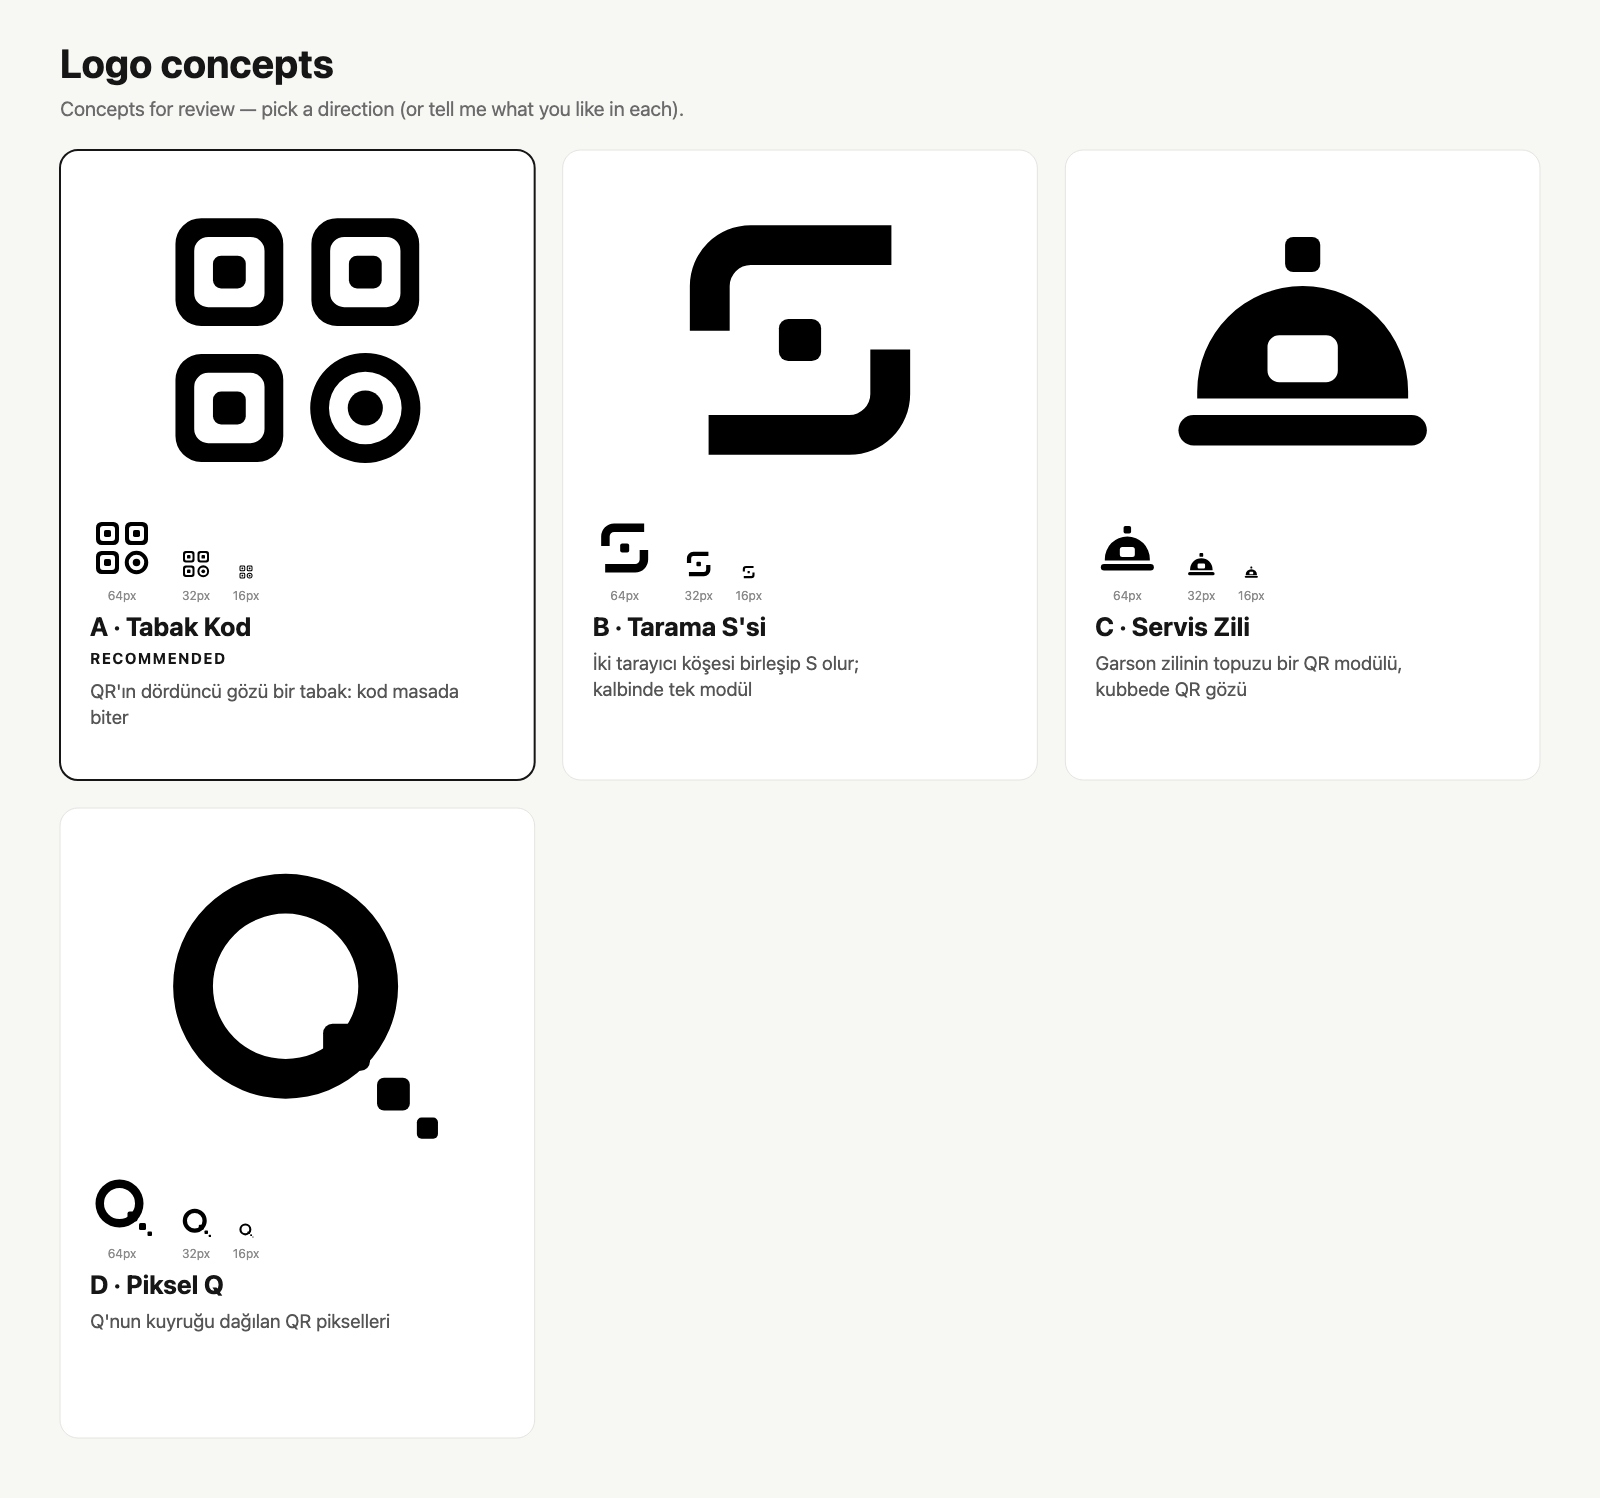 Logo concepts
Concepts for review — pick a direction (or tell me what you like in each).
64px 32px 16px
A · Tabak Kod
RECOMMENDED
QR'ın dördüncü gözü bir tabak: kod masada
biter
64px 32px 16px
B · Tarama S'si
İki tarayıcı köşesi birleşip S olur;
kalbinde tek modül
64px 32px 16px
C · Servis Zili
Garson zilinin topuzu bir QR modülü,
kubbede QR gözü
64px 32px 16px
D · Piksel Q
Q'nun kuyruğu dağılan QR pikselleri